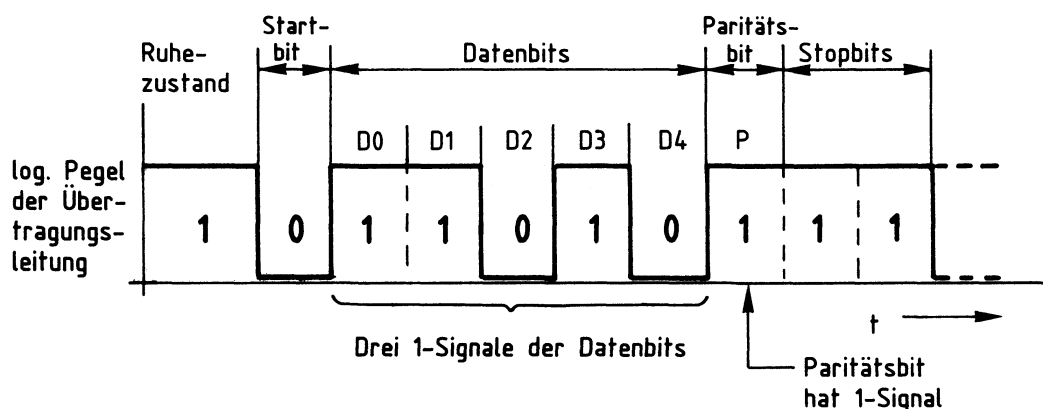 Start-
bit
Paritäts-
bit
Ruhe-
zustand
Datenbits
Stopbits
D0 D1 D2 D3 D4 P
log. Pegel
der Über-
tragungs-
leitung
1 0 1 1 0 1 0 1 1 1
t
Drei 1-Signale der Datenbits
Paritätsbit
hat 1-Signal